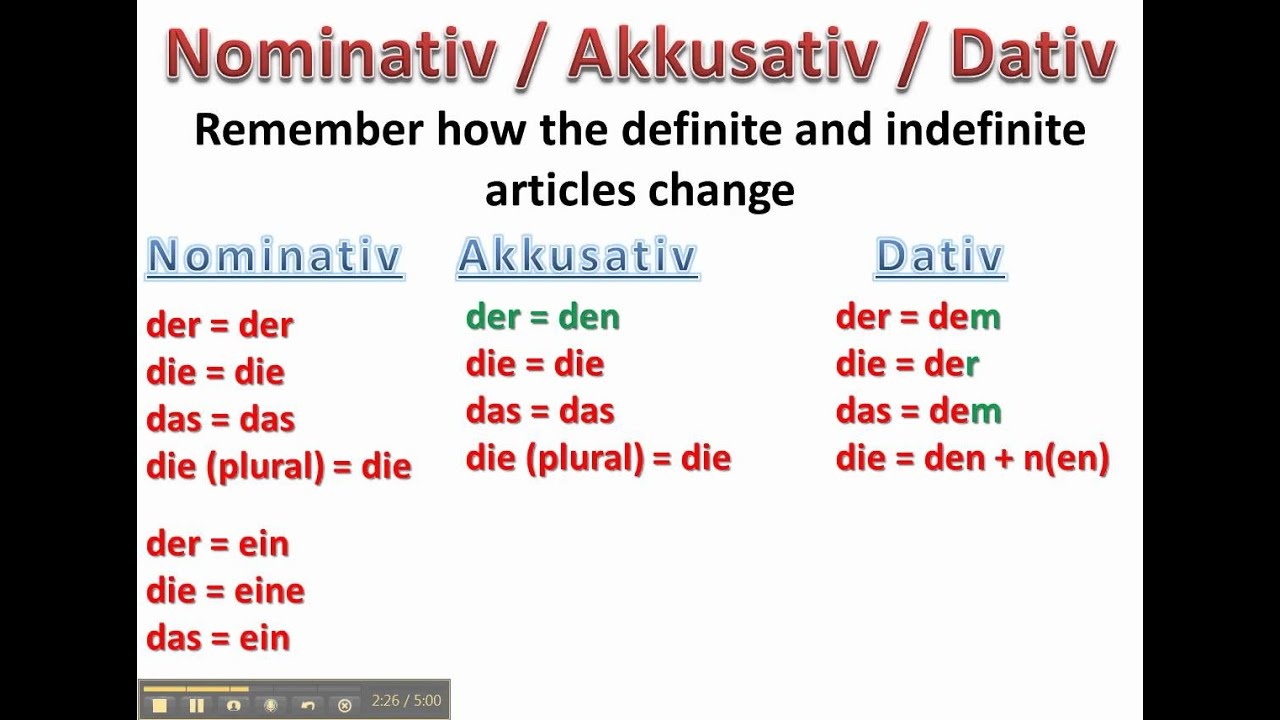 Nominativ / Akkusativ / Dativ
Remember how the definite and indefinite
articles change
Nominativ
der = der
die = die
das = das
die (plural) = die
der = ein
die = eine
das = ein
Akkusativ
der = den
die = die
das = das
die (plural) = die
Dativ
der = dem
die = der
das = dem
die = den + n(en)
2:26 / 5:00